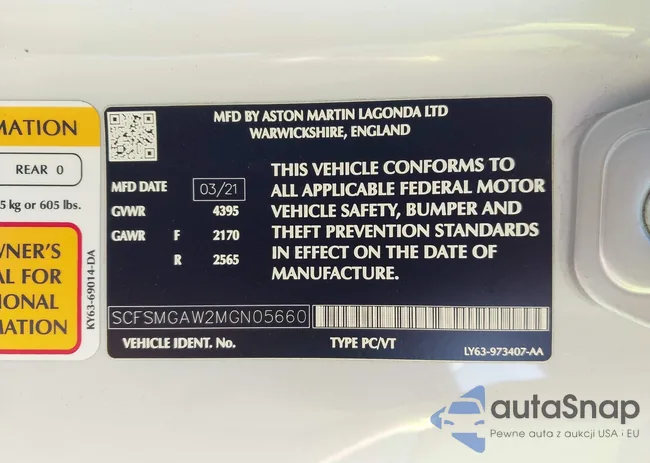 MATION
REAR 0
5 kg or 605 lbs.
WNER'S
AL FOR
IONAL
MATION
KY63-69014-DA
MFD BY ASTON MARTIN LAGONDA LTD
WARWICKSHIRE, ENGLAND
MFD DATE 03/21
GVWR 4395
GAWR F 2170
R 2565
THIS VEHICLE CONFORMS TO
ALL APPLICABLE FEDERAL MOTOR
VEHICLE SAFETY, BUMPER AND
THEFT PREVENTION STANDARDS
IN EFFECT ON THE DATE OF
MANUFACTURE.
SCFSMGAW2MGN05660
VEHICLE IDENT. No.
TYPE PC/VT
LY63-973407-AA
autaSnap
Pewne auta z aukcji USA i EU